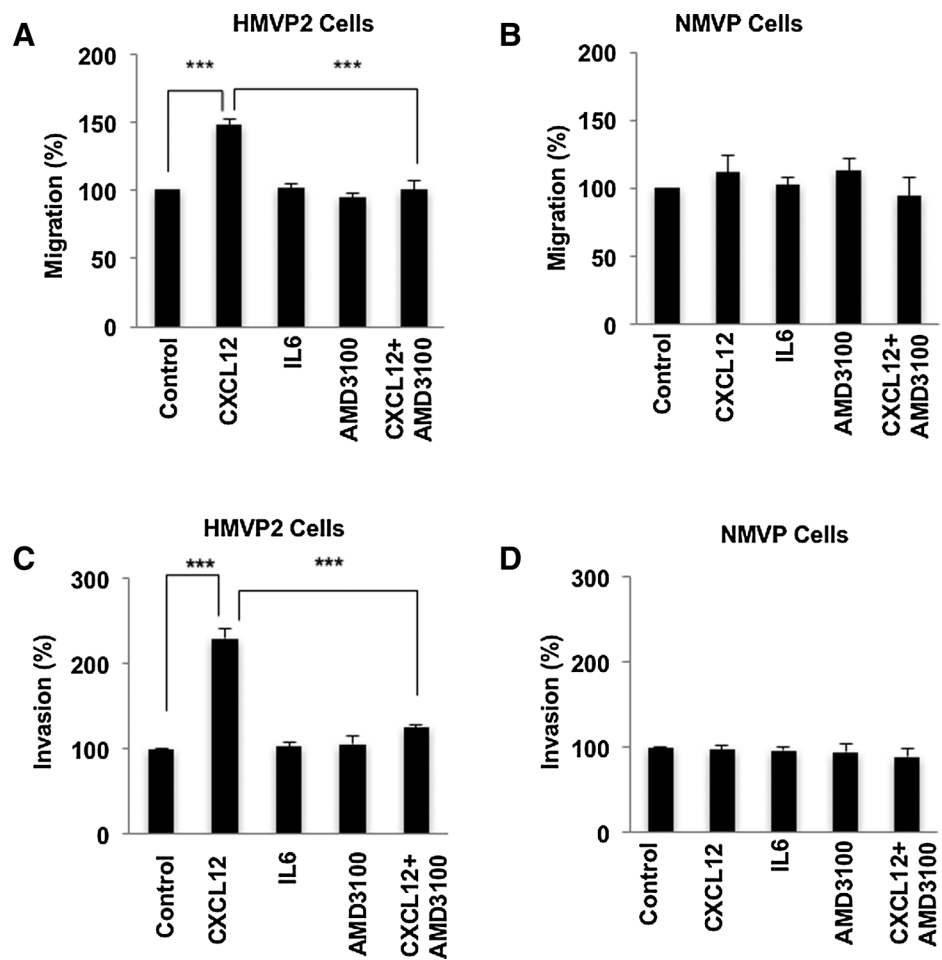 A
HMVP2 Cells
Migration (%)
200
150
100
50
0
***
***
Control
CXCL12
IL6
AMD3100
CXCL12+
AMD3100
B
NMVP Cells
Migration (%)
200
150
100
50
0
Control
CXCL12
IL6
AMD3100
CXCL12+
AMD3100
C
HMVP2 Cells
Invasion (%)
300
200
100
0
***
***
Control
CXCL12
IL6
AMD3100
CXCL12+
AMD3100
D
NMVP Cells
Invasion (%)
300
200
100
0
Control
CXCL12
IL6
AMD3100
CXCL12+
AMD3100